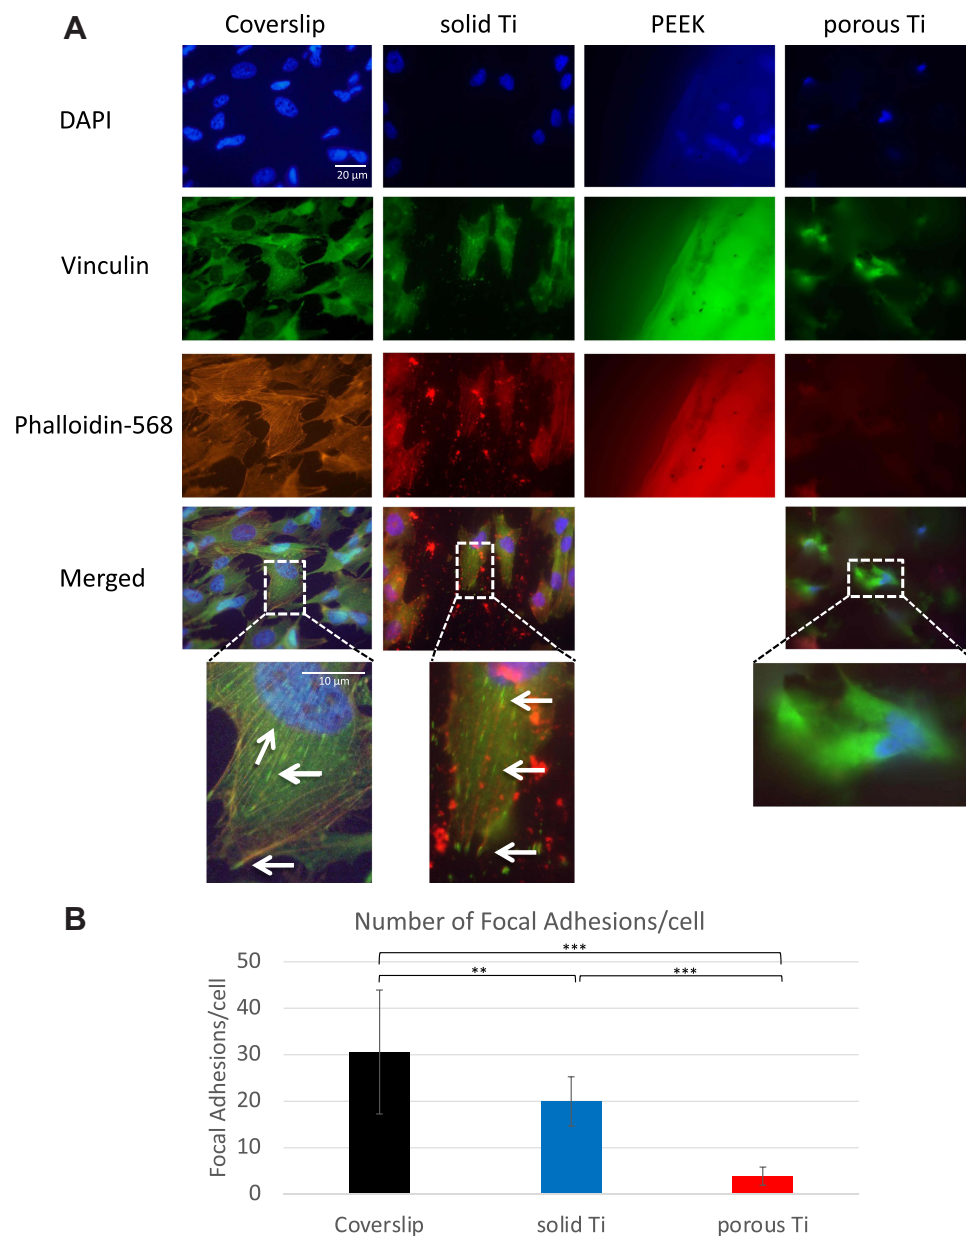 A
Coverslip solid Ti PEEK porous Ti
DAPI
20 µm
Vinculin
Phalloidin-568
Merged
10 µm
B
Number of Focal Adhesions/cell
***
** ***
Focal Adhesions/cell
50
40
30
20
10
0
Coverslip solid Ti porous Ti